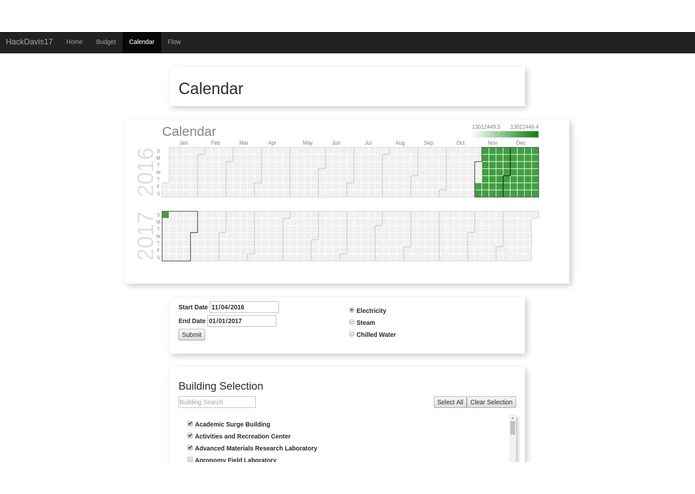 HackDavis17 Home Budget Calendar Flow
Calendar
Calendar
13012449.3 13012449.4
Jan Feb Mar Apr May Jun Jul Aug Sep Oct Nov Dec
2016
S
M
T
W
T
F
S
2017
S
M
T
W
T
F
S
Start Date 11/04/2016
End Date 01/01/2017
Submit
Electricity
Steam
Chilled Water
Building Selection
Building Search
Select All Clear Selection
Academic Surge Building
Activities and Recreation Center
Advanced Materials Research Laboratory
Agronomy Field Laboratory